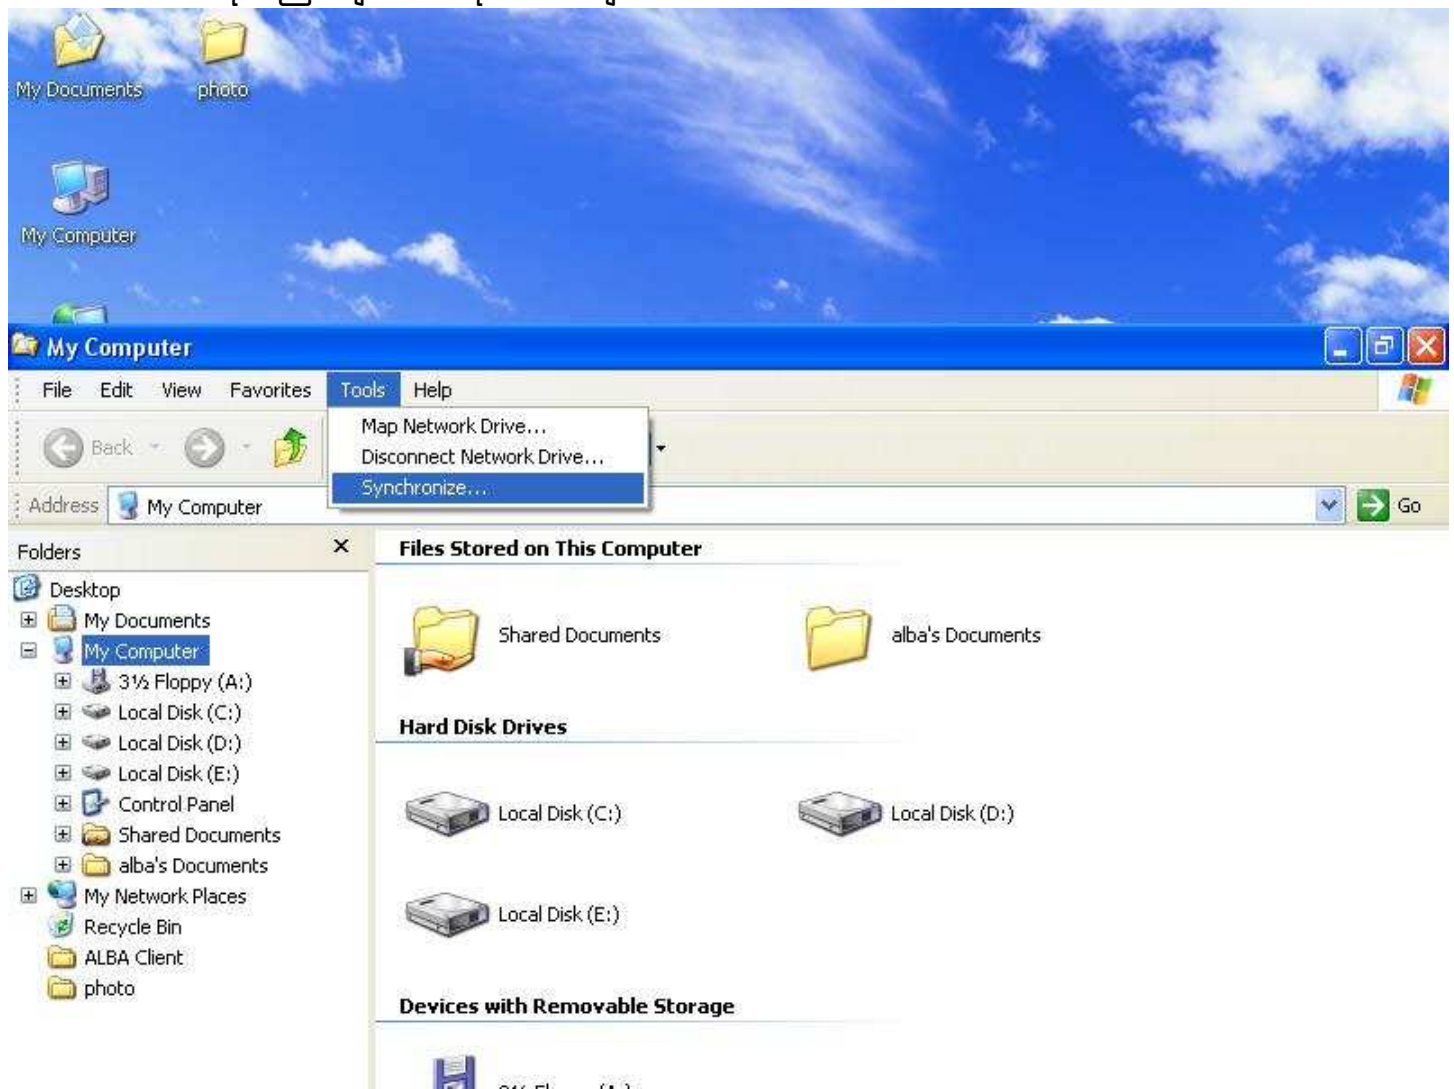 My Documents
photo
My Computer
My Computer
File Edit View Favorites Tools Help
Back
Map Network Drive...
Disconnect Network Drive...
Synchronize...
Address My Computer Go
Folders
Desktop
My Documents
My Computer
3½ Floppy (A:)
Local Disk (C:)
Local Disk (D:)
Local Disk (E:)
Control Panel
Shared Documents
alba's Documents
My Network Places
Recycle Bin
ALBA Client
photo
Files Stored on This Computer
Shared Documents
alba's Documents
Hard Disk Drives
Local Disk (C:)
Local Disk (D:)
Local Disk (E:)
Devices with Removable Storage